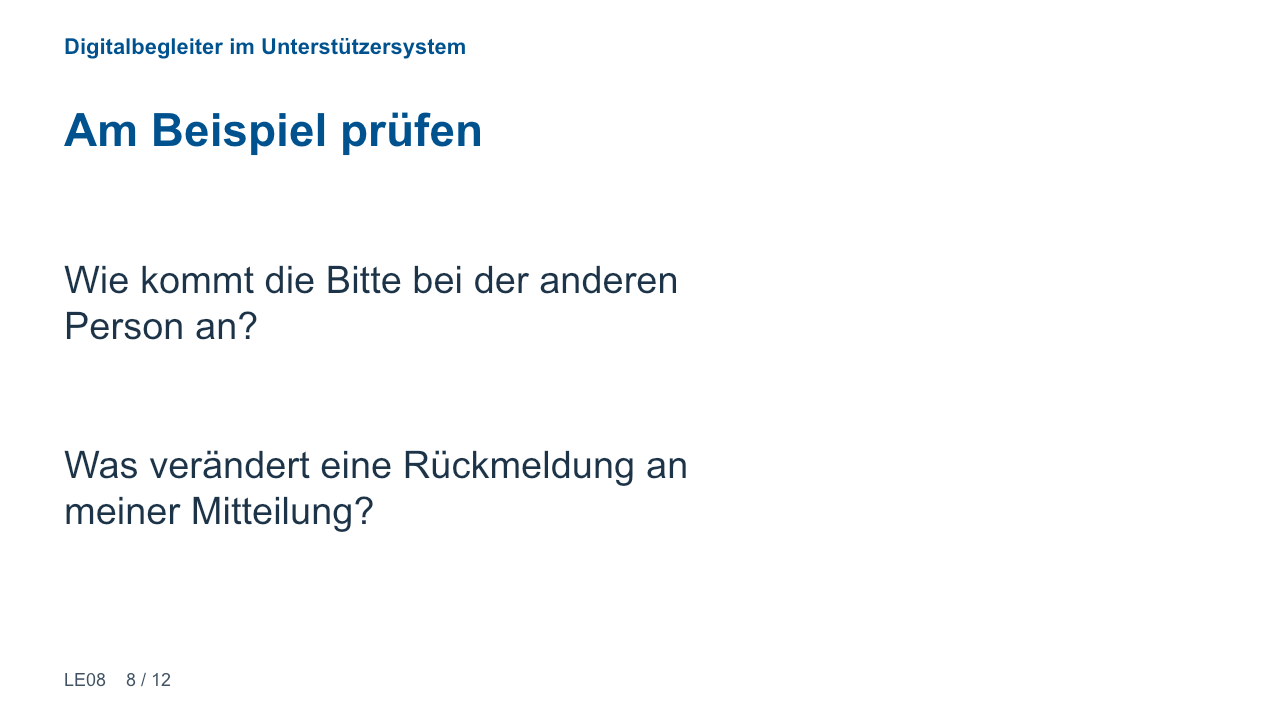 Digitalbegleiter im Unterstützersystem
Am Beispiel prüfen
Wie kommt die Bitte bei der anderen
Person an?
Was verändert eine Rückmeldung an
meiner Mitteilung?
LE08 8 / 12